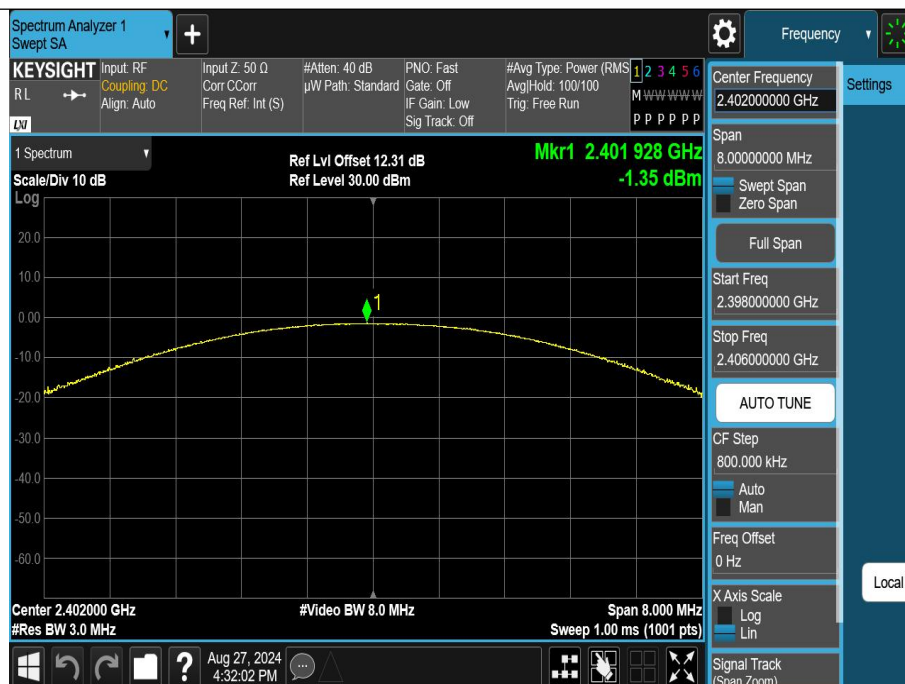 Spectrum Analyzer 1
Swept SA
+
Frequency
KEYSIGHT
RL
LXI
Input: RF
Coupling: DC
Align: Auto
Input Z: 50 Ω
Corr CCorr
Freq Ref: Int (S)
#Atten: 40 dB
µW Path: Standard
PNO: Fast
Gate: Off
IF Gain: Low
Sig Track: Off
#Avg Type: Power (RMS
Avg|Hold: 100/100
Trig: Free Run
1 2 3 4 5 6
M W W W W W
P P P P P P
1 Spectrum
Scale/Div 10 dB
Log
Ref Lvl Offset 12.31 dB
Ref Level 30.00 dBm
Mkr1 2.401 928 GHz
-1.35 dBm
20.0
10.0
0.00
-10.0
-20.0
-30.0
-40.0
-50.0
-60.0
1
Center 2.402000 GHz
#Res BW 3.0 MHz
#Video BW 8.0 MHz
Span 8.000 MHz
Sweep 1.00 ms (1001 pts)
?
Aug 27, 2024
4:32:02 PM
Center Frequency
2.402000000 GHz
Settings
Span
8.00000000 MHz
Swept Span
Zero Span
Full Span
Start Freq
2.398000000 GHz
Stop Freq
2.406000000 GHz
AUTO TUNE
CF Step
800.000 kHz
Auto
Man
Freq Offset
0 Hz
Local
X Axis Scale
Log
Lin
Signal Track
(Span Zoom)